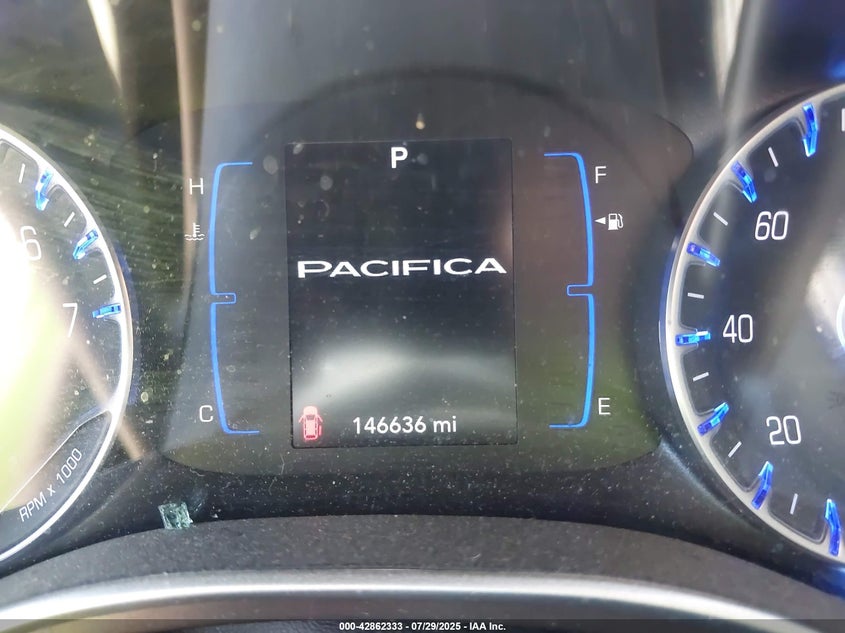 P
H
F
6
60
PACIFICA
7
40
C
E
146636 mi
20
RPM x 1000
000-42862333 - 07/29/2025 - IAA Inc.